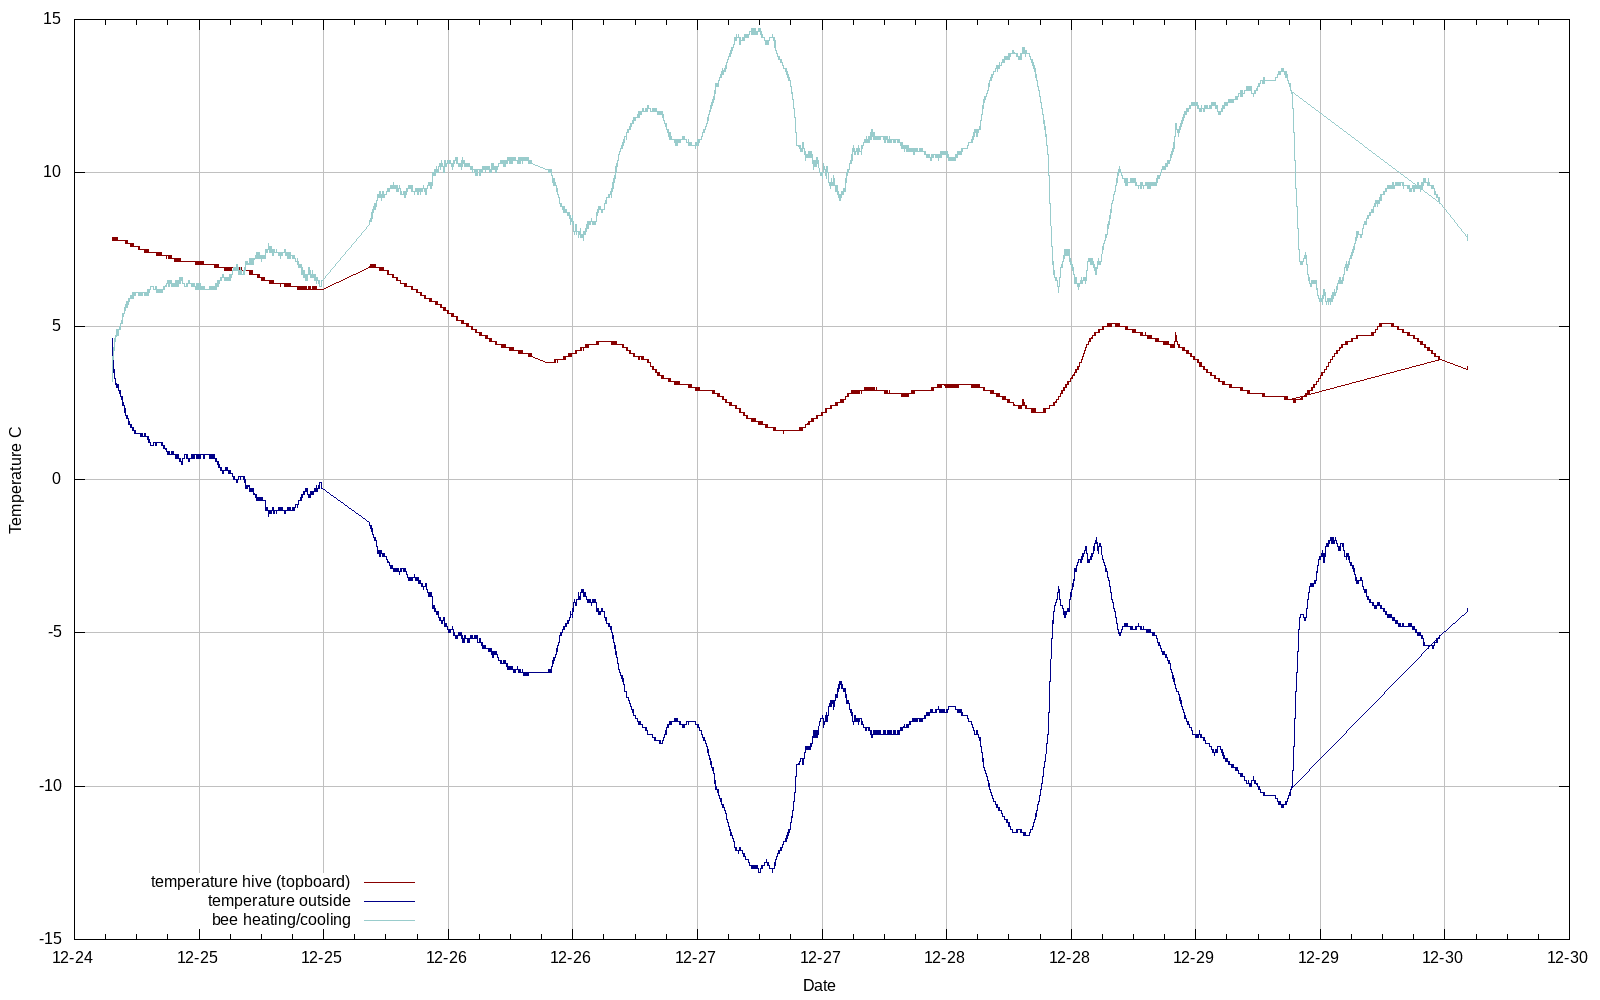 15
10
5
0
-5
-10
-15
Temperature C
temperature hive (topboard)
temperature outside
bee heating/cooling
12-24 12-25 12-25 12-26 12-26 12-27 12-27 12-28 12-28 12-29 12-29 12-30 12-30
Date